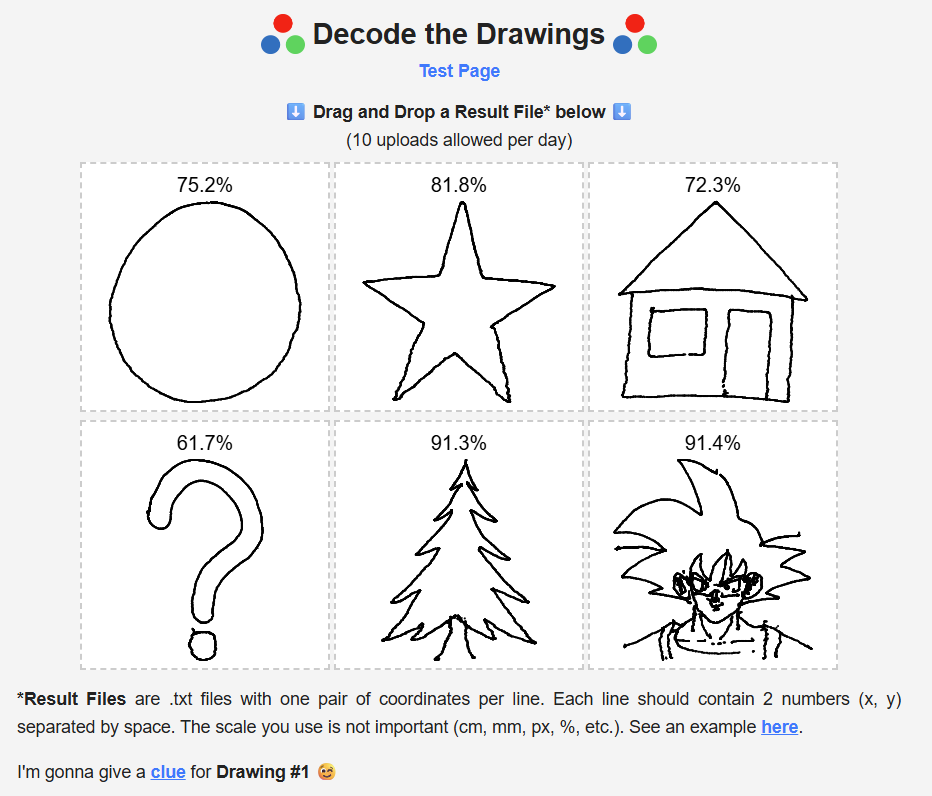 Decode the Drawings
Test Page
Drag and Drop a Result File* below
(10 uploads allowed per day)
75.2% 81.8% 72.3%
61.7% 91.3% 91.4%
*Result Files are .txt files with one pair of coordinates per line. Each line should contain 2 numbers (x, y)
separated by space. The scale you use is not important (cm, mm, px, %, etc.). See an example here.
I'm gonna give a clue for Drawing #1